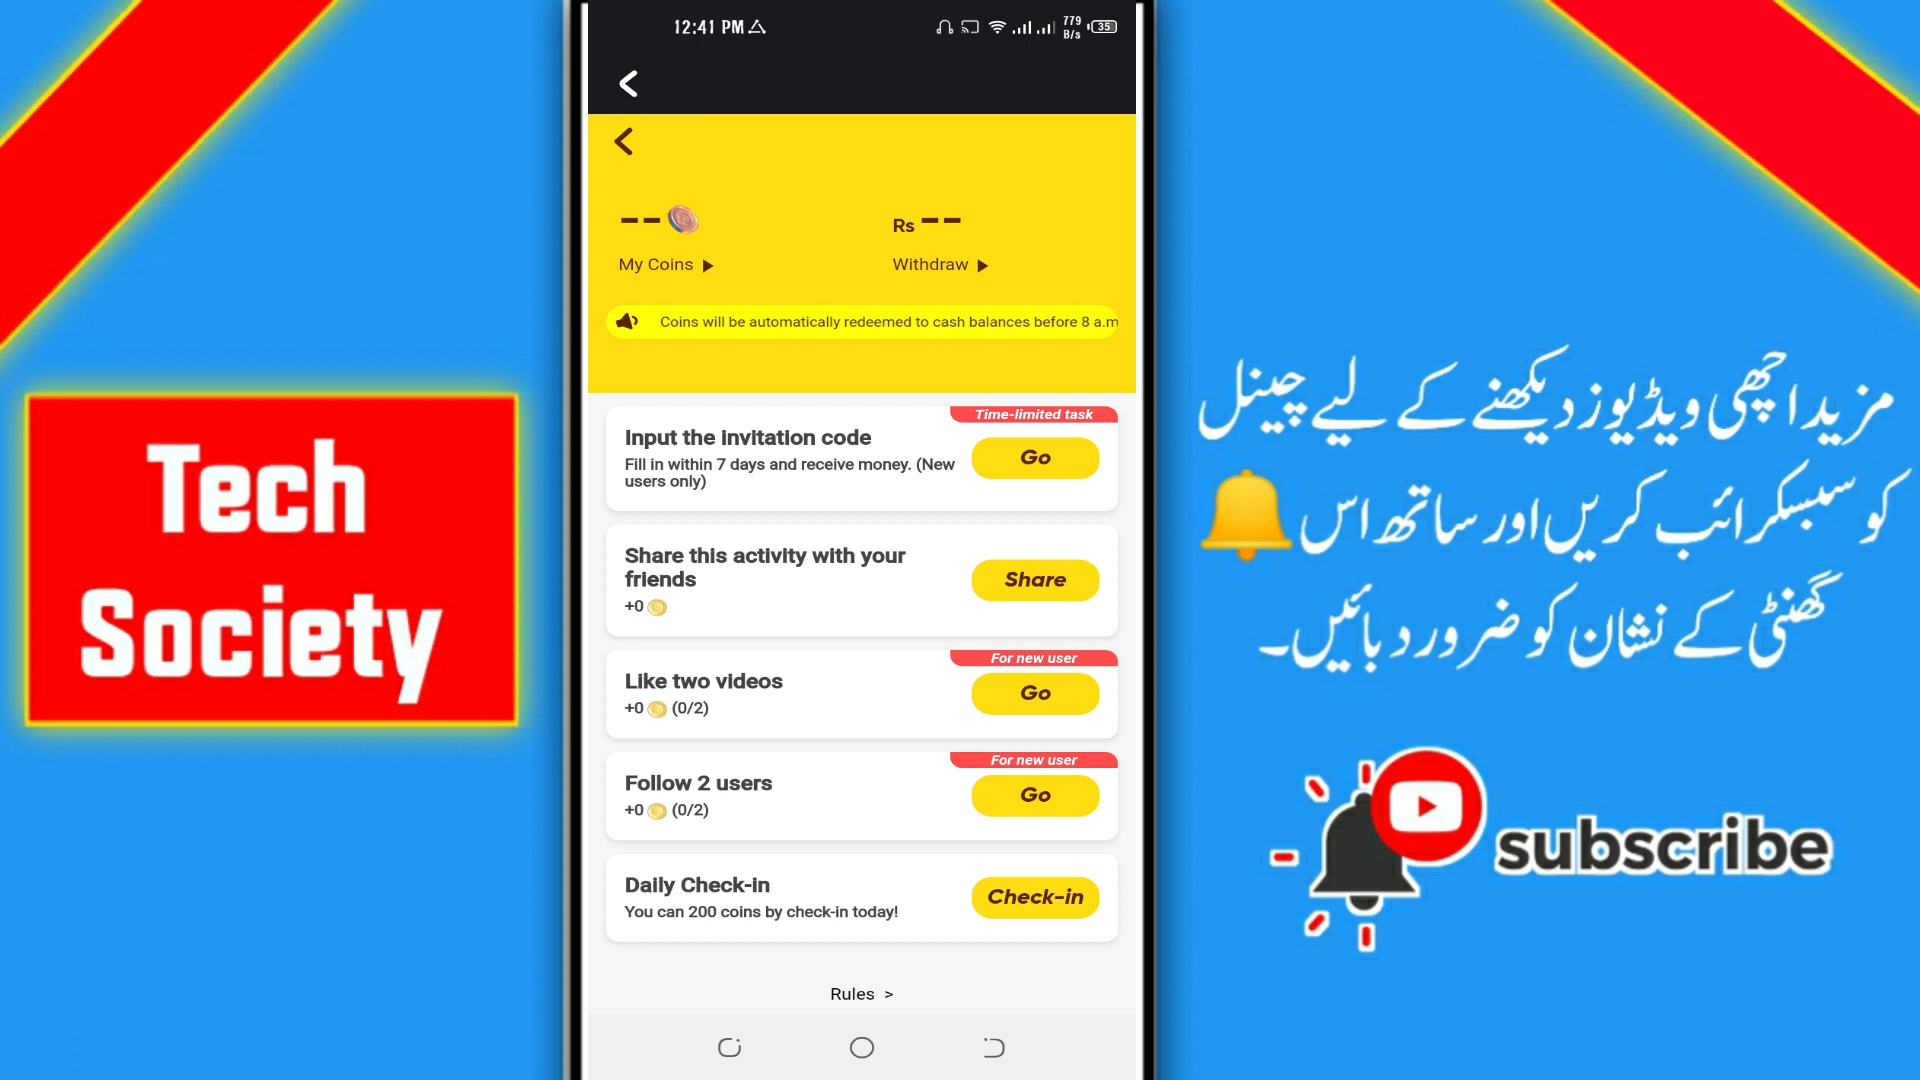 Tech
Society
12:41 PM
779
B/s
35
-- 
Rs --
My Coins
Withdraw
Coins will be automatically redeemed to cash balances before 8 a.m
Time-limited task
Input the invitation code
Fill in within 7 days and receive money. (New
users only)
Go
Share this activity with your
friends
+0
Share
For new user
Like two videos
+0 (0/2)
Go
For new user
Follow 2 users
+0 (0/2)
Go
Daily Check-in
You can 200 coins by check-in today!
Check-in
Rules >
مزید اچھی ویڈیوز دیکھنے کے لیے چینل
کو سبسکرائب کریں اور ساتھ اس
گھنٹی کے نشان کو ضرور دبائیں۔
subscribe